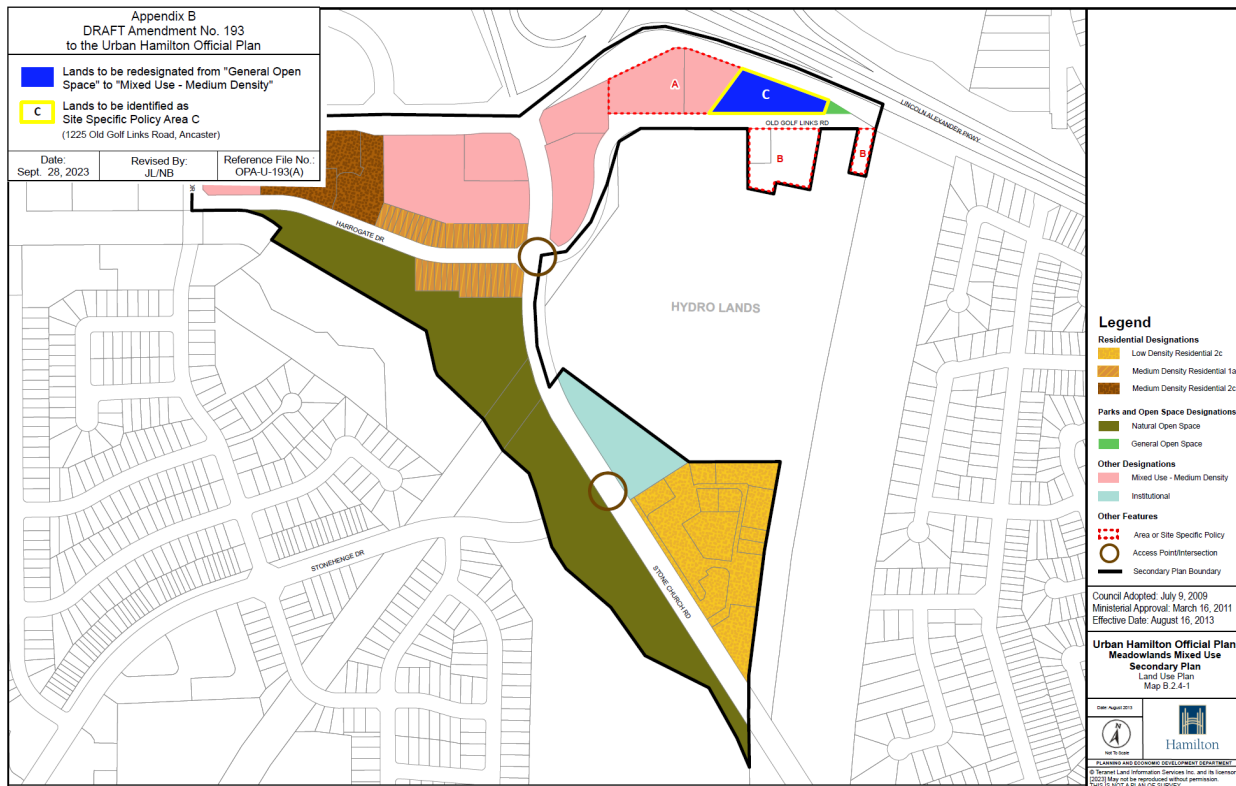 Appendix B
DRAFT Amendment No. 193
to the Urban Hamilton Official Plan
Lands to be redesignated from "General Open
Space" to "Mixed Use - Medium Density"
C
Lands to be identified as
Site Specific Policy Area C
(1225 Old Golf Links Road, Ancaster)
Date:
Sept. 28, 2023
Revised By:
JL/NB
Reference File No.:
OPA-U-193(A)
A
C
LINCOLN ALEXANDER PKWY
OLD GOLF LINKS RD
B
B
HARROGATE DR
HYDRO LANDS
STONEHENGE DR
STONE CHURCH RD
Legend
Residential Designations
Low Density Residential 2c
Medium Density Residential 1a
Medium Density Residential 2c
Parks and Open Space Designations
Natural Open Space
General Open Space
Other Designations
Mixed Use - Medium Density
Institutional
Other Features
Area or Site Specific Policy
Access Point/Intersection
Secondary Plan Boundary
Council Adopted: July 9, 2009
Ministerial Approval: March 16, 2011
Effective Date: August 16, 2013
Urban Hamilton Official Plan
Meadowlands Mixed Use
Secondary Plan
Land Use Plan
Map B.2.4-1
Date: August 2013
N
Not To Scale
Hamilton
PLANNING AND ECONOMIC DEVELOPMENT DEPARTMENT
© Teranet Land Information Services Inc. and its licensor
[2023] May not be reproduced without permission.
THIS IS NOT A PLAN OF SURVEY